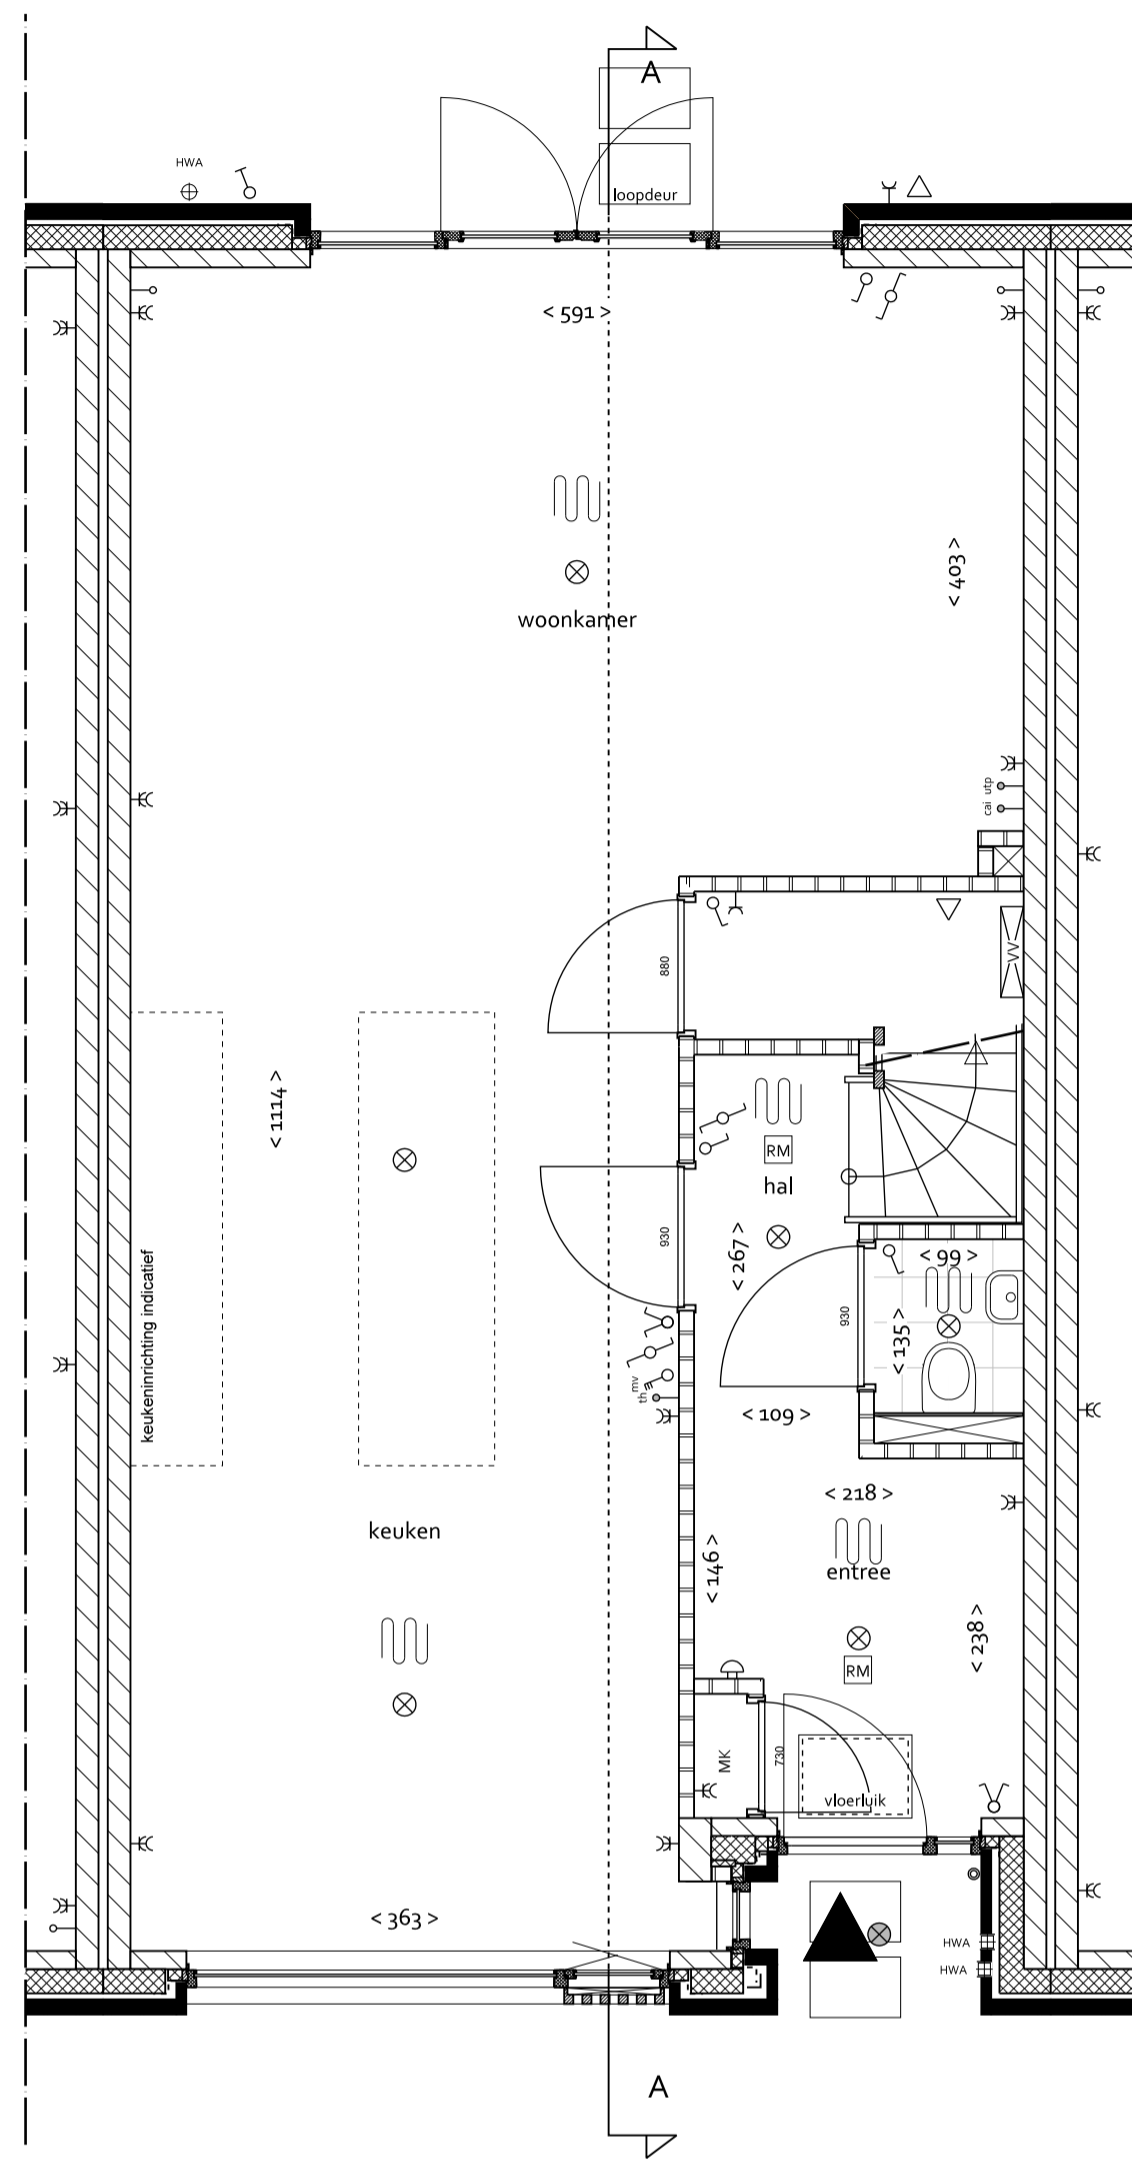 A
HWA
loopdeur
< 591 >
< 403 >
woonkamer
utp
cai
880
VV
< 1114 >
RM
hal
930
< 267 >
< 99 >
930
< 135 >
keukeninrichting indicatief
mv
th
< 109 >
< 218 >
keuken
< 146 >
entree
< 238 >
RM
MK
730
vloerluik
< 363 >
HWA
HWA
A